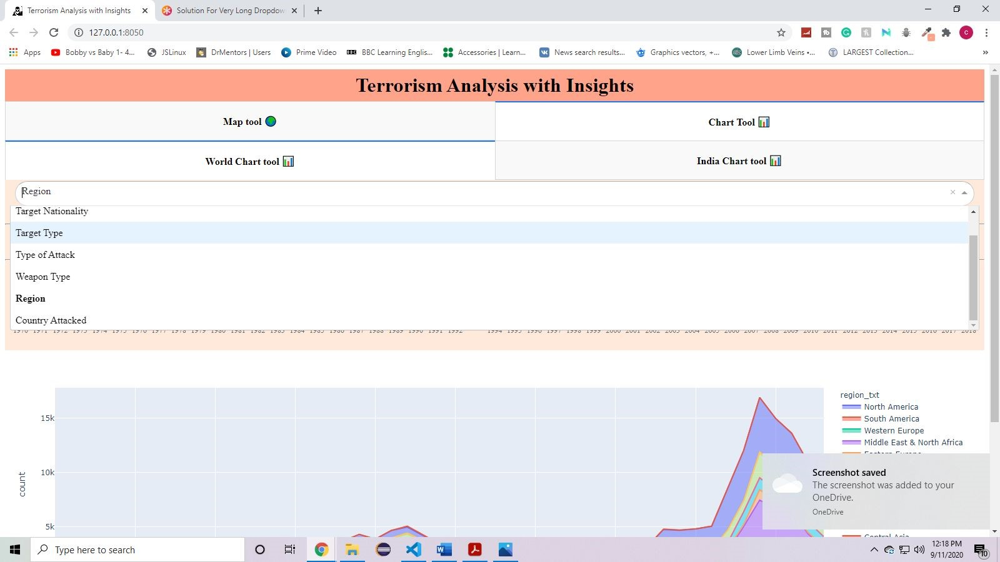 Terrorism Analysis with Insights
Solution For Very Long Dropdow
127.0.0.1:8050
C
Apps
Bobby vs Baby 1- 4...
JSLinux
DrMentors | Users
Prime Video
BBC
BBC Learning Englis...
Accessories | Learn...
News search results...
Graphics vectors, +...
Lower Limb Veins •...
LARGEST Collection...
»
Terrorism Analysis with Insights
Map tool
Chart Tool
World Chart tool
India Chart tool
Region
Target Nationality
Target Type
Type of Attack
Weapon Type
Region
Country Attacked
1970 1971 1972 1973 1974 1975 1976 1977 1978 1979 1980 1981 1982 1983 1984 1985 1986 1987 1988 1989 1990 1991 1992 1994 1995 1996 1997 1998 1999 2000 2001 2002 2003 2004 2005 2006 2007 2008 2009 2010 2011 2012 2013 2014 2015 2016 2017 2018
15k
10k
5k
count
region_txt
North America
South America
Western Europe
Middle East & North Africa
Eastern Europe
Central Asia
Screenshot saved
The screenshot was added to your
OneDrive.
OneDrive
Type here to search
12:18 PM
9/11/2020
10